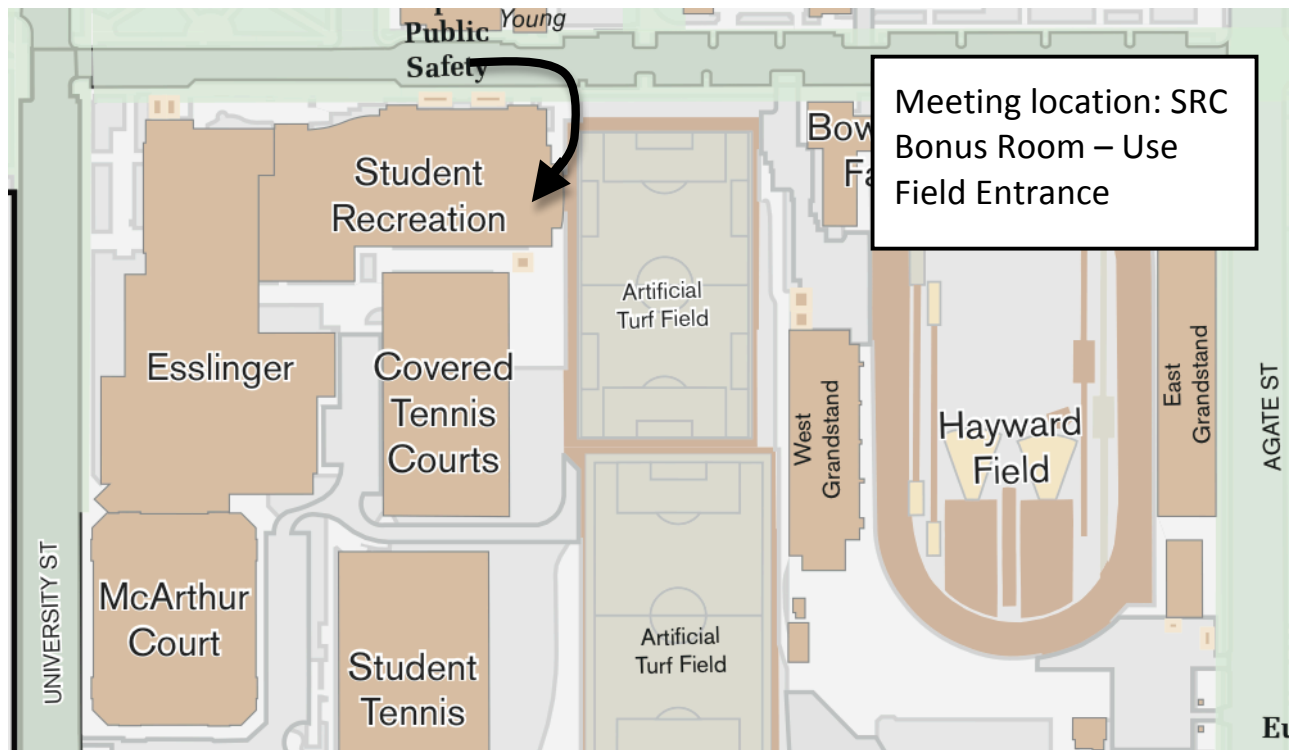 Young
Public
Safety
Meeting location: SRC
Bonus Room – Use
Field Entrance
Student
Recreation
Artificial
Turf Field
Esslinger
Covered
Tennis
Courts
West
Grandstand
Hayward
Field
East
Grandstand
AGATE ST
UNIVERSITY ST
McArthur
Court
Student
Tennis
Artificial
Turf Field